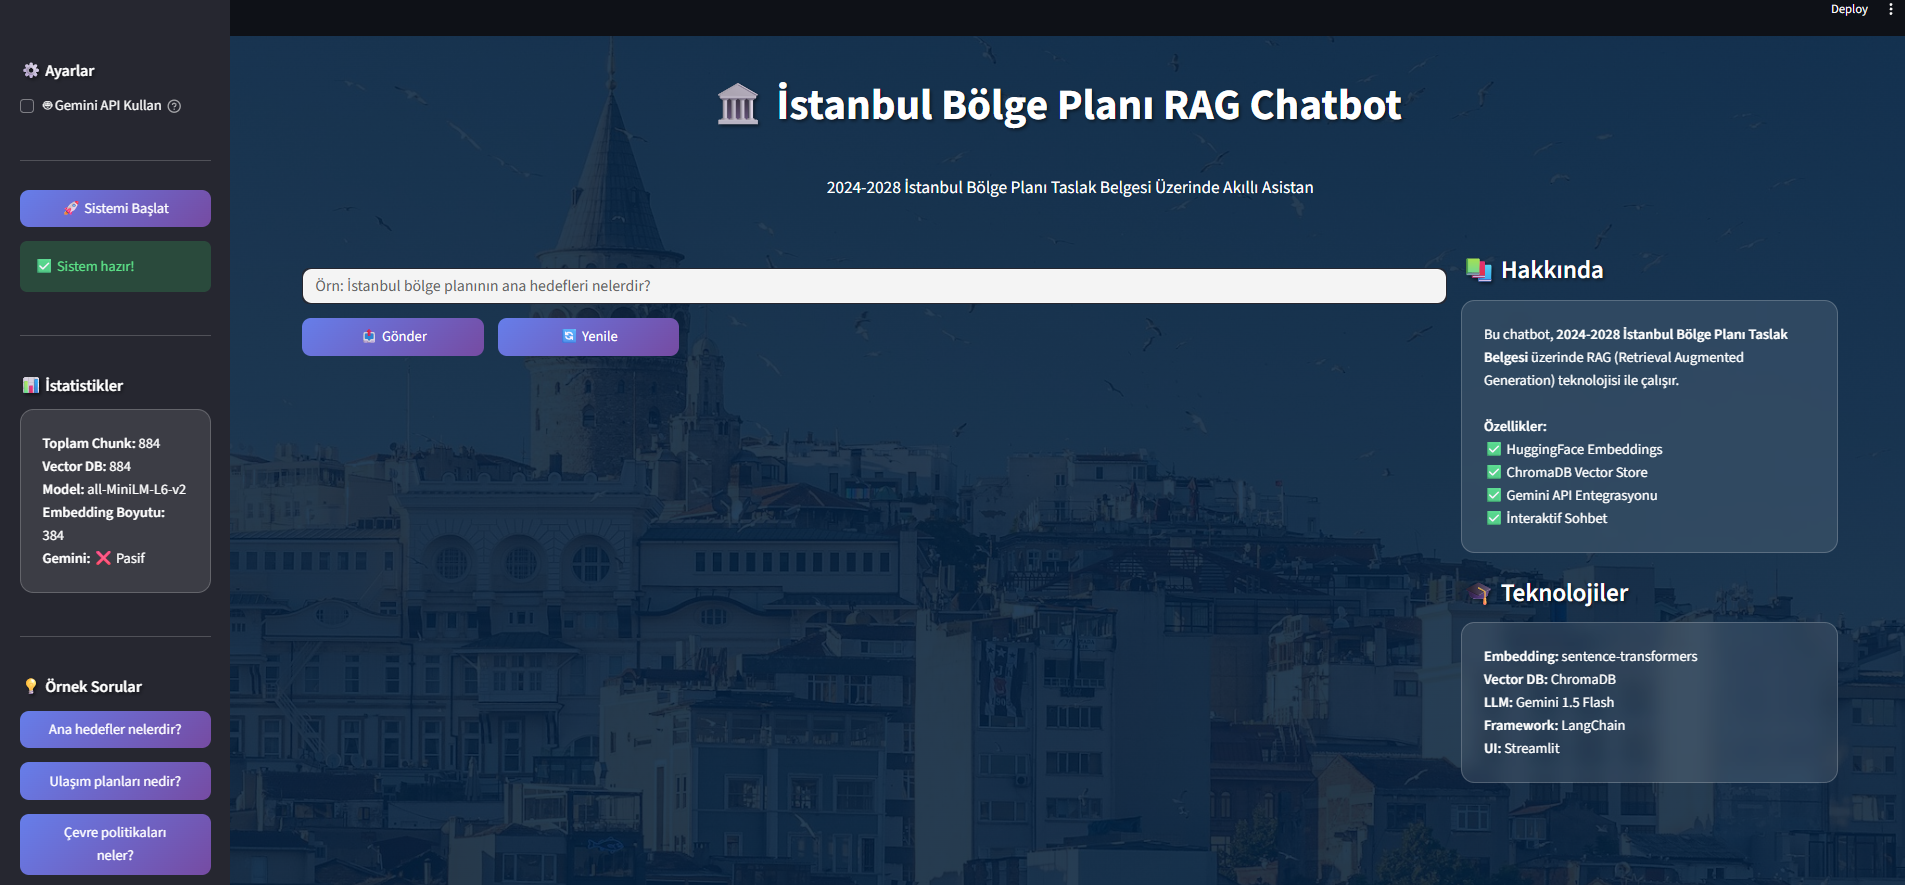 Deploy
Ayarlar
Gemini API Kullan
Sistemi Başlat
Sistem hazır!
İstatistikler
Toplam Chunk: 884
Vector DB: 884
Model: all-MiniLM-L6-v2
Embedding Boyutu:
384
Gemini: ❌ Pasif
Örnek Sorular
Ana hedefler nelerdir?
Ulaşım planları nedir?
Çevre politikaları
neler?
İstanbul Bölge Planı RAG Chatbot
2024-2028 İstanbul Bölge Planı Taslak Belgesi Üzerinde Akıllı Asistan
Örn: İstanbul bölge planının ana hedefleri nelerdir?
Gönder
Yenile
Hakkında
Bu chatbot, 2024-2028 İstanbul Bölge Planı Taslak
Belgesi üzerinde RAG (Retrieval Augmented
Generation) teknolojisi ile çalışır.
Özellikler:
✅ HuggingFace Embeddings
✅ ChromaDB Vector Store
✅ Gemini API Entegrasyonu
✅ İnteraktif Sohbet
Teknolojiler
Embedding: sentence-transformers
Vector DB: ChromaDB
LLM: Gemini 1.5 Flash
Framework: LangChain
UI: Streamlit